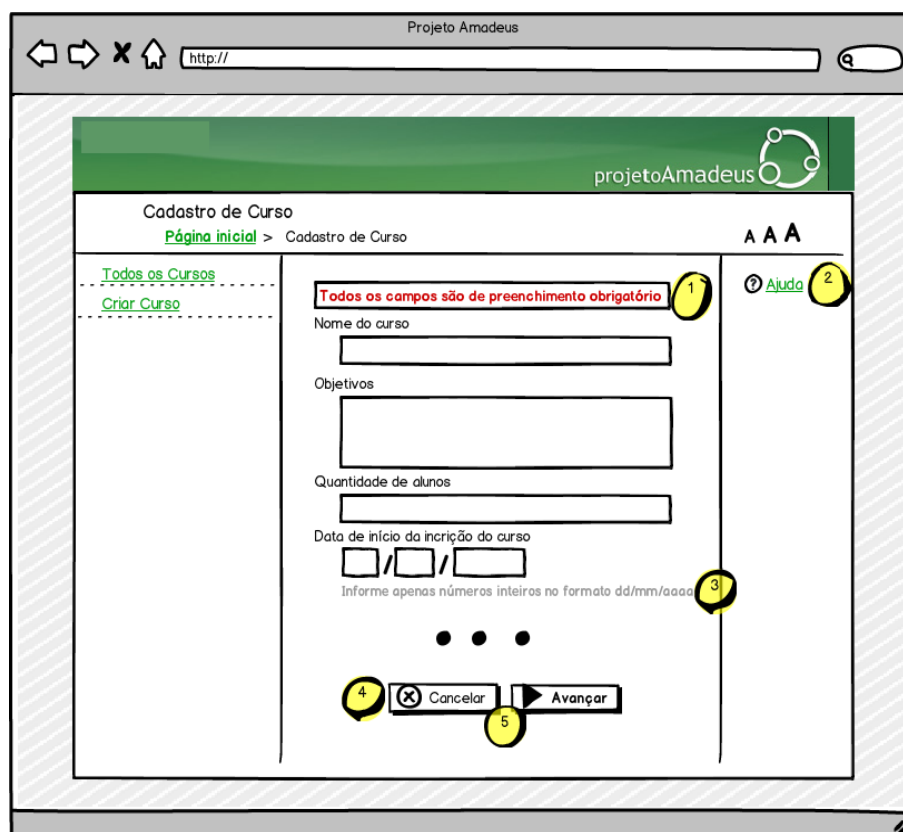 Projeto Amadeus
http://
projetoAmadeus
Cadastro de Curso
Página inicial > Cadastro de Curso
A A A
Todos os Cursos
Criar Curso
Todos os campos são de preenchimento obrigatório
1
Ajuda
2
Nome do curso
Objetivos
Quantidade de alunos
Data de início da incrição do curso
/ /
Informe apenas números inteiros no formato dd/mm/aaaa
3
4
Cancelar
Avançar
5